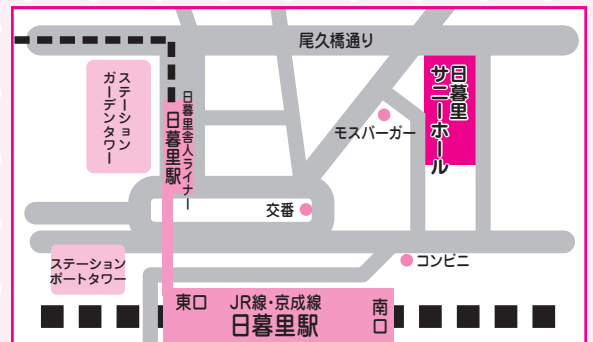 尾久橋通り
ステーション
ガーデンタワー
日暮里舎人ライナー
日暮里駅
日暮里
サニーホール
モスバーガー
交番
コンビニ
ステーション
ポートタワー
東口
JR線・京成線
日暮里駅
南口